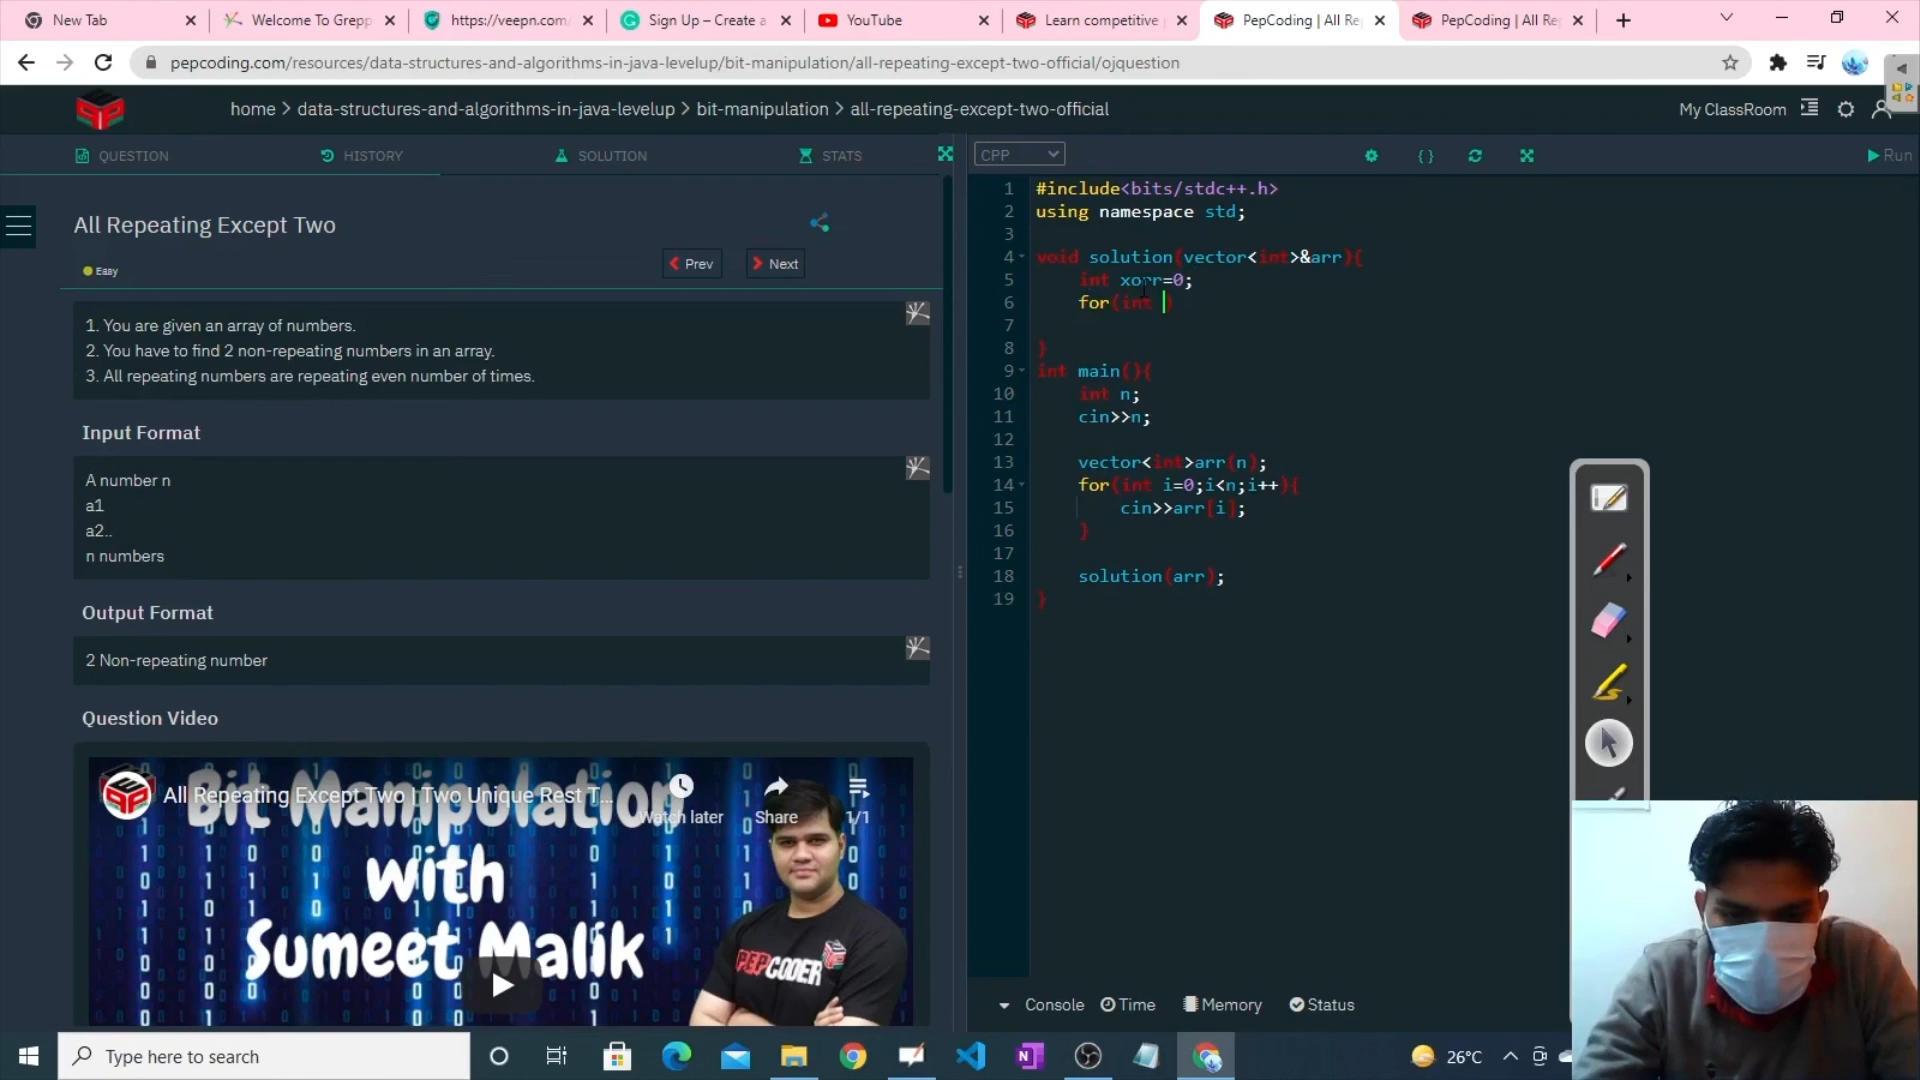 New Tab
Welcome To Grepp
https://veepn.com/
Sign Up – Create a
YouTube
Learn competitive
PepCoding | All Re
PepCoding | All Re
pepcoding.com/resources/data-structures-and-algorithms-in-java-levelup/bit-manipulation/all-repeating-except-two-official/ojquestion
home > data-structures-and-algorithms-in-java-levelup > bit-manipulation > all-repeating-except-two-official
My ClassRoom
QUESTION
HISTORY
SOLUTION
STATS
CPP
Run
All Repeating Except Two
Easy
Prev
Next
1. You are given an array of numbers.
2. You have to find 2 non-repeating numbers in an array.
3. All repeating numbers are repeating even number of times.
Input Format
A number n
a1
a2..
n numbers
Output Format
2 Non-repeating number
Question Video
All Repeating Except Two | Two Unique Rest T...
Watch later
Share
1/1
Bit Manipulation
with
Sumeet Malik
PEPCODER
1 #include<bits/stdc++.h>
2 using namespace std;
3
4 void solution(vector<int>&arr){
5 int xorr=0;
6 for(int )
7
8 }
9 int main(){
10 int n;
11 cin>>n;
12
13 vector<int>arr(n);
14 for(int i=0;i<n;i++){
15 cin>>arr[i];
16 }
17
18 solution(arr);
19 }
Console
Time
Memory
Status
Type here to search
26°C